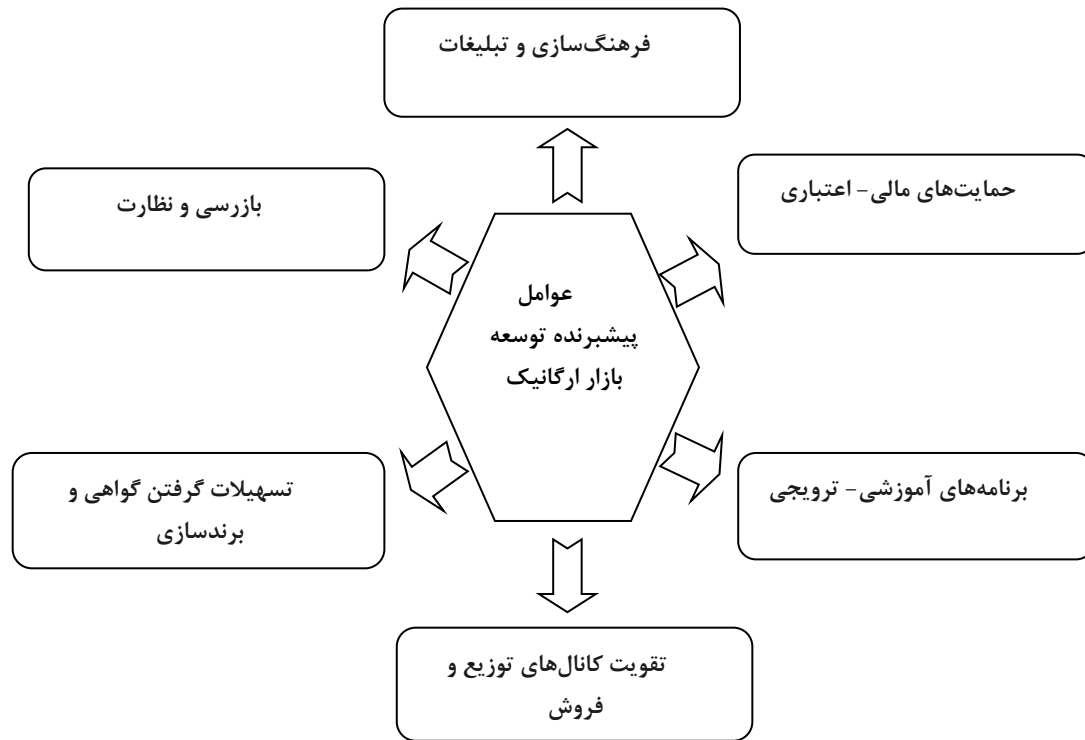 فرهنگ‌سازی و تبلیغات
حمایت‌های مالی- اعتباری
بازرسی و نظارت
عوامل
پیشبرنده توسعه
بازار ارگانیک
برنامه‌های آموزشی- ترویجی
تسهیلات گرفتن گواهی و
برندسازی
تقویت کانال‌های توزیع و
فروش